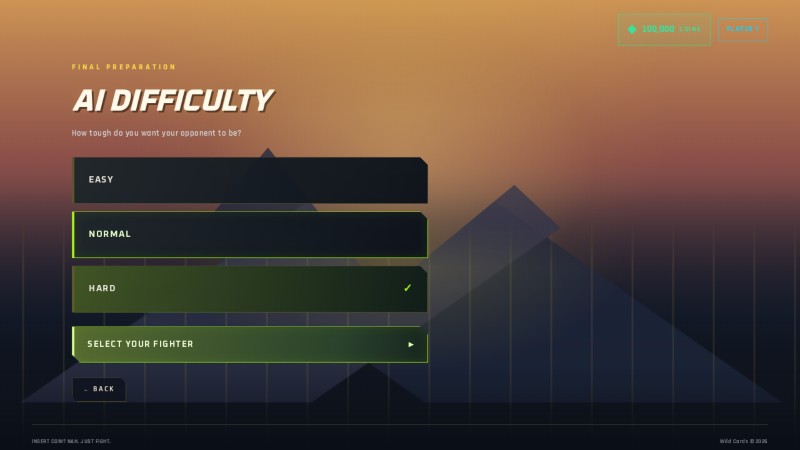 100,000 COINS
FINAL PREPARATION
AI DIFFICULTY
How tough do you want your opponent to be?
EASY
NORMAL
HARD ✓
SELECT YOUR FIGHTER ▸
← BACK
INSERT COIN? NAH, JUST FIGHT.
Wild Cards © 2026